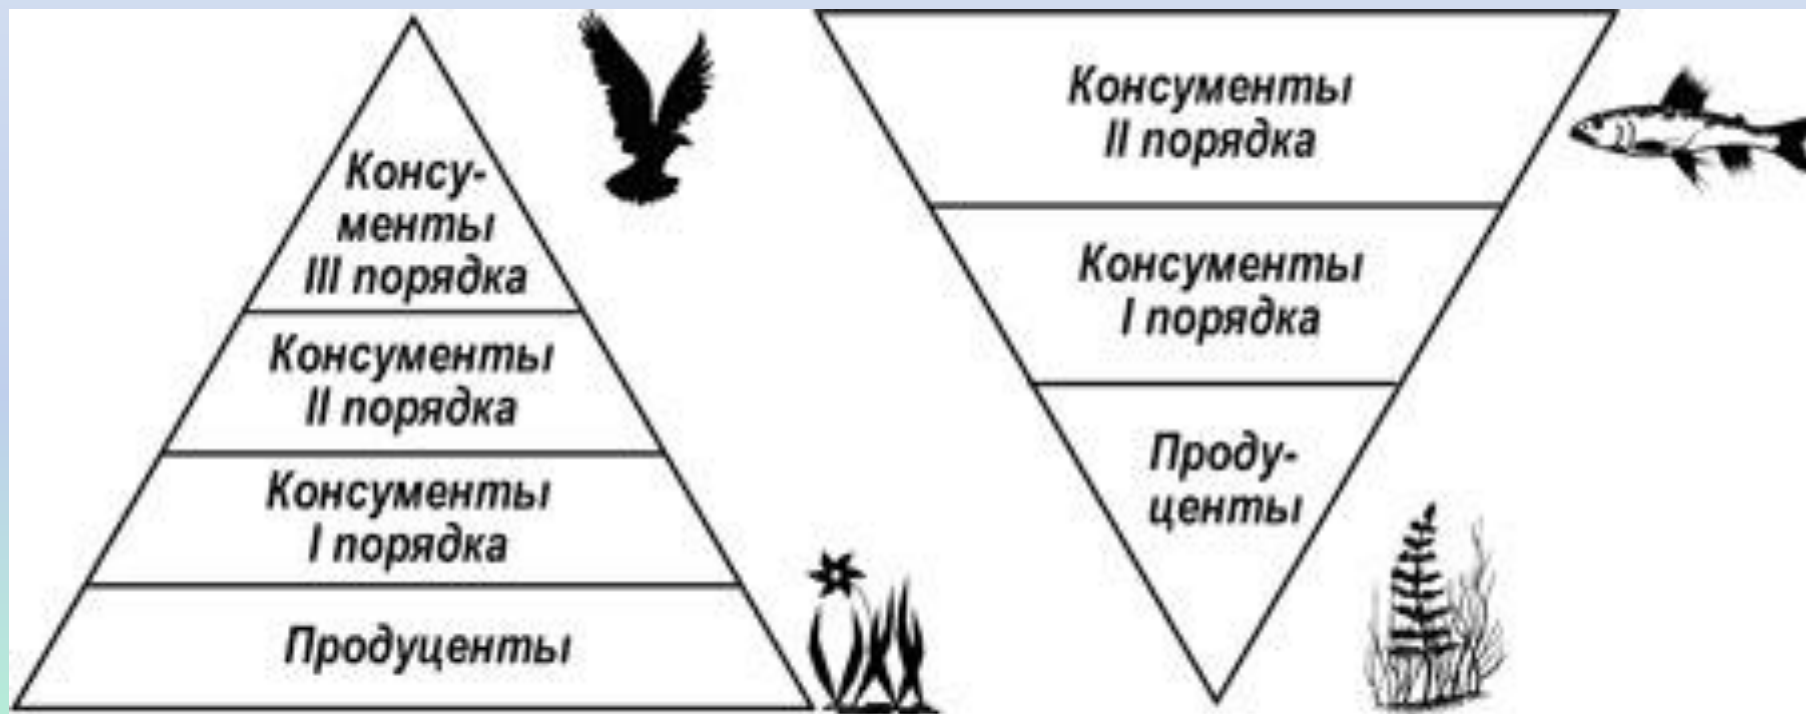 Консу-
менты
III порядка
Консументы
II порядка
Консументы
I порядка
Продуценты
Консументы
II порядка
Консументы
I порядка
Проду-
центы